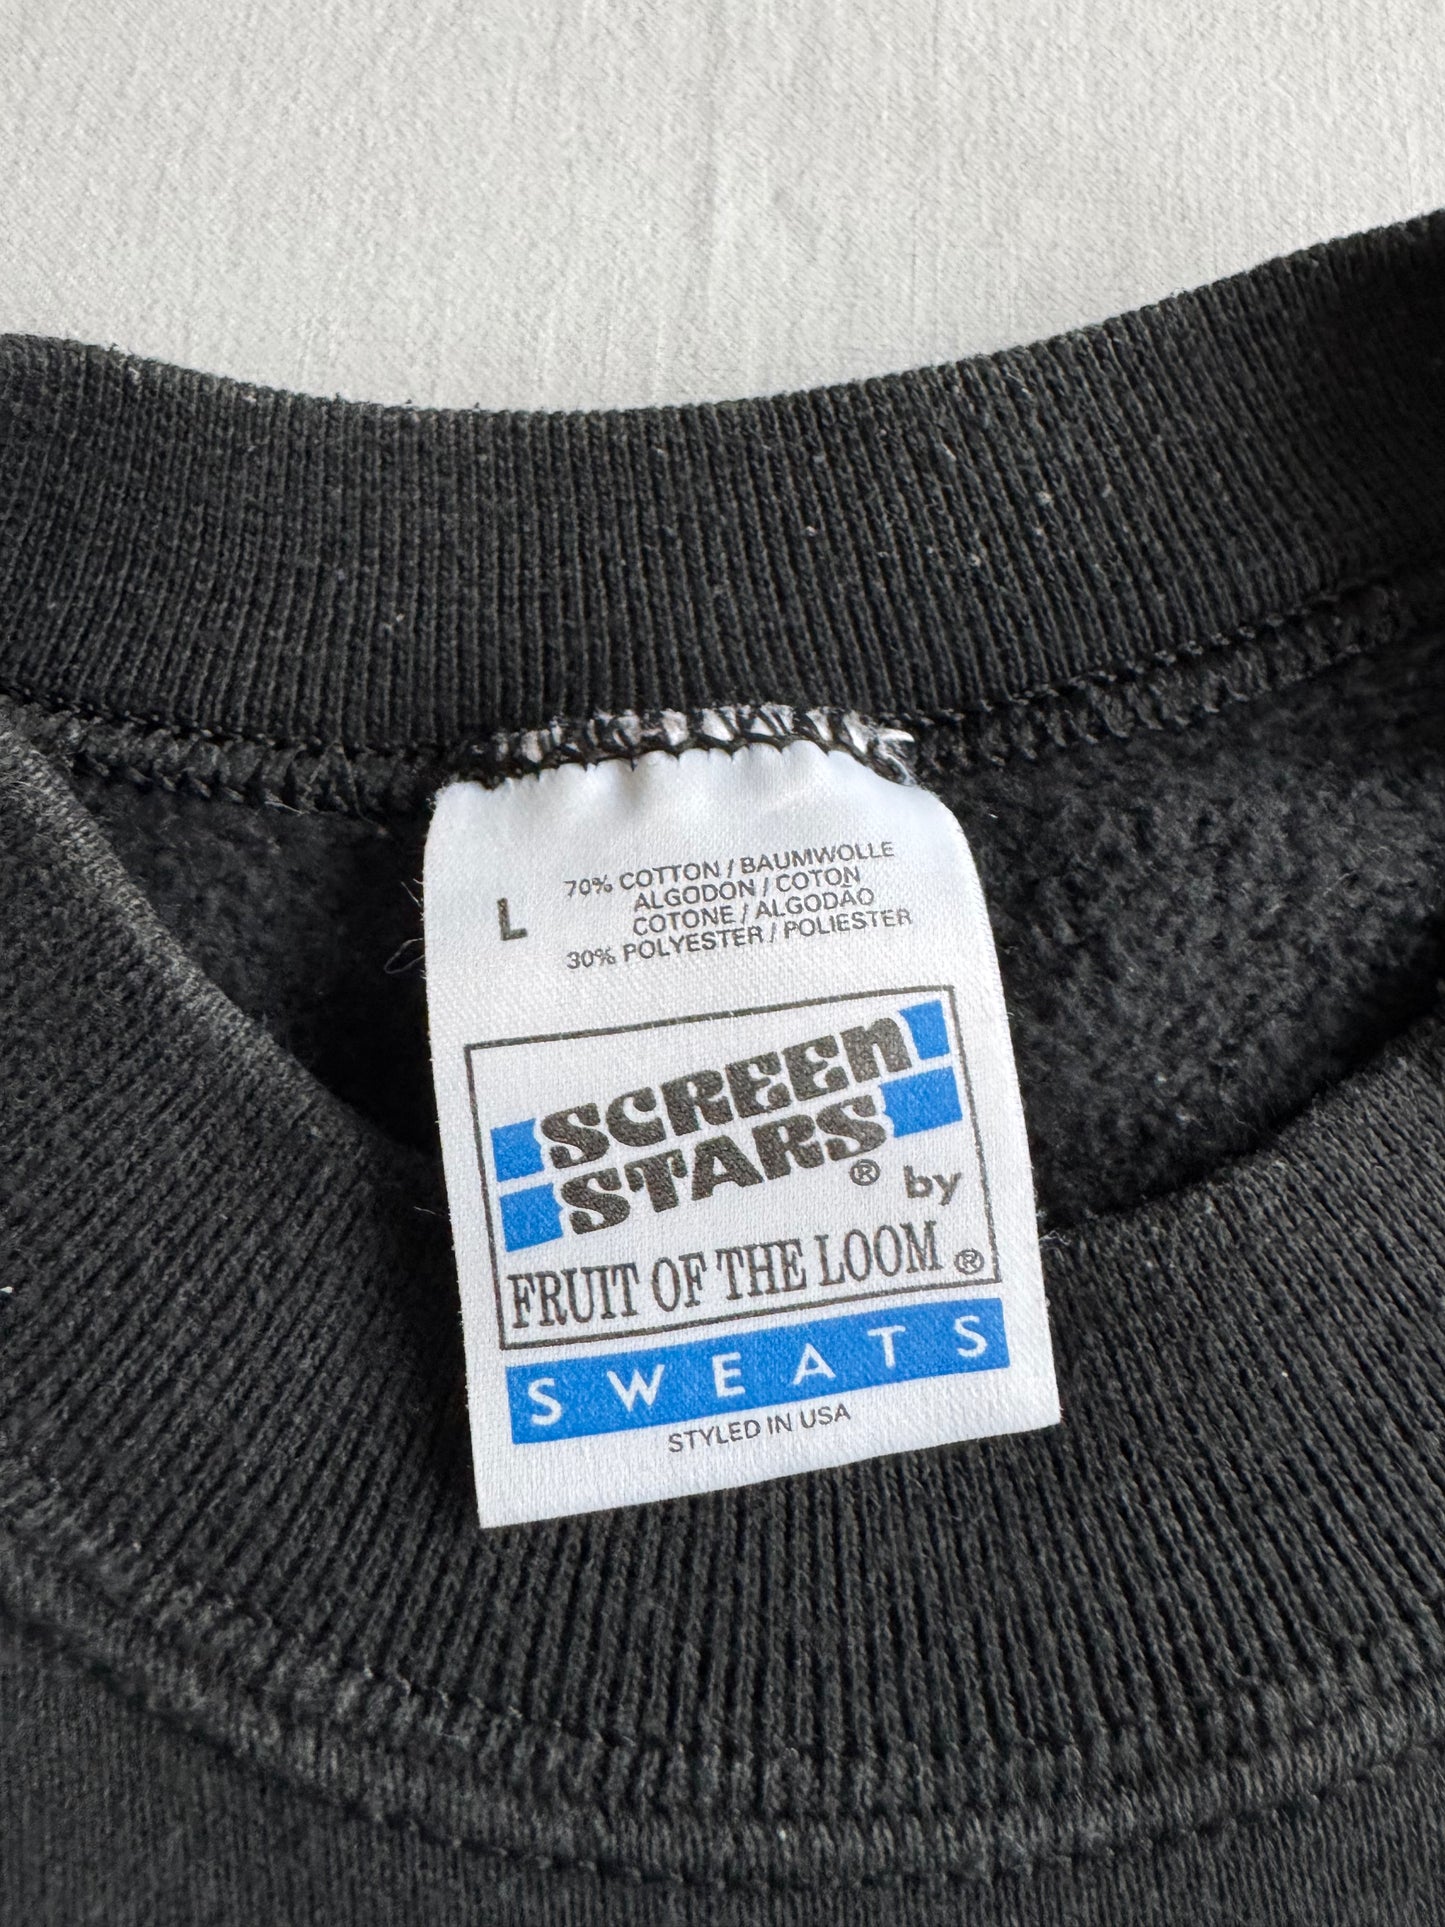 L
70% COTTON / BAUMWOLLE
ALGODON / COTON
COTONE / ALGODÃO
30% POLYESTER / POLIESTER
SCREEN
STARS® by
FRUIT OF THE LOOM®
SWEATS
STYLED IN USA